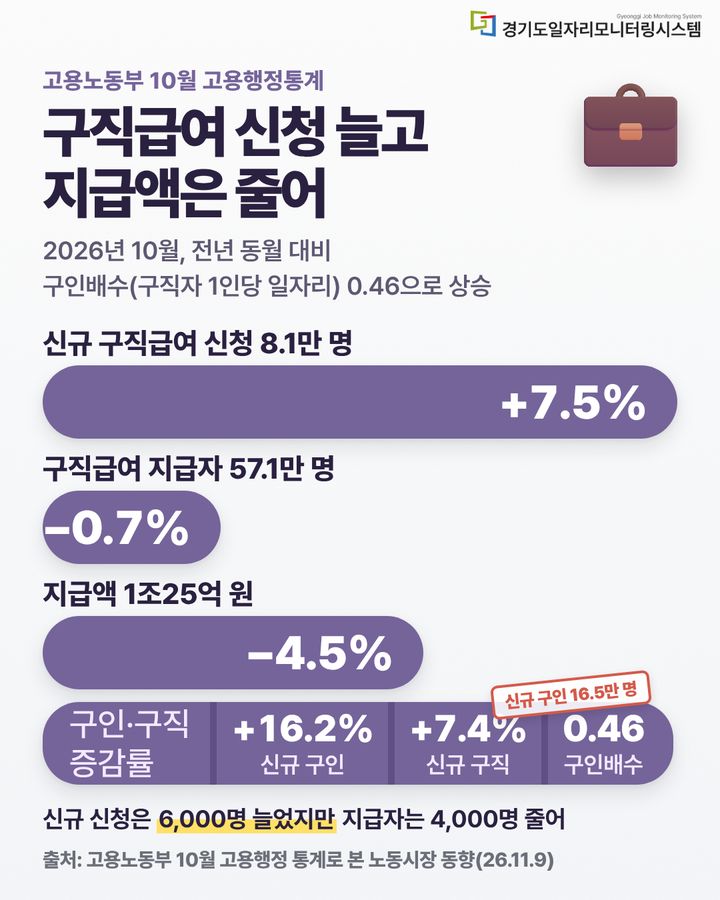 Gyeonggi Job Monitoring System
경기도일자리모니터링시스템
고용노동부 10월 고용행정통계
구직급여 신청 늘고
지급액은 줄어
2026년 10월, 전년 동월 대비
구인배수(구직자 1인당 일자리) 0.46으로 상승
신규 구직급여 신청 8.1만 명
+7.5%
구직급여 지급자 57.1만 명
−0.7%
지급액 1조25억 원
−4.5%
신규 구인 16.5만 명
구인·구직
증감률
+16.2%
신규 구인
+7.4%
신규 구직
0.46
구인배수
신규 신청은 6,000명 늘었지만 지급자는 4,000명 줄어
출처: 고용노동부 10월 고용행정 통계로 본 노동시장 동향(26.11.9)